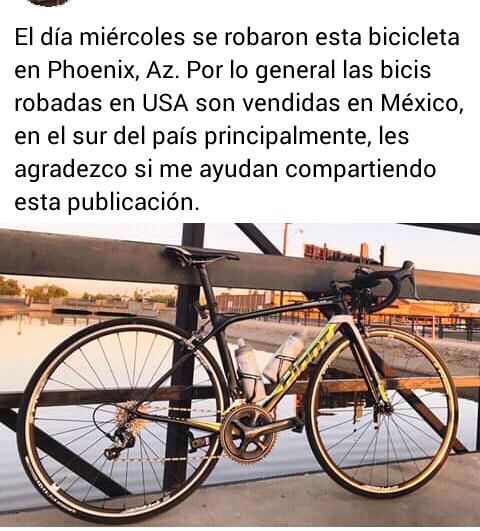 El día miércoles se robaron esta bicicleta
en Phoenix, Az. Por lo general las bicis
robadas en USA son vendidas en México,
en el sur del país principalmente, les
agradezco si me ayudan compartiendo
esta publicación.
GIANT